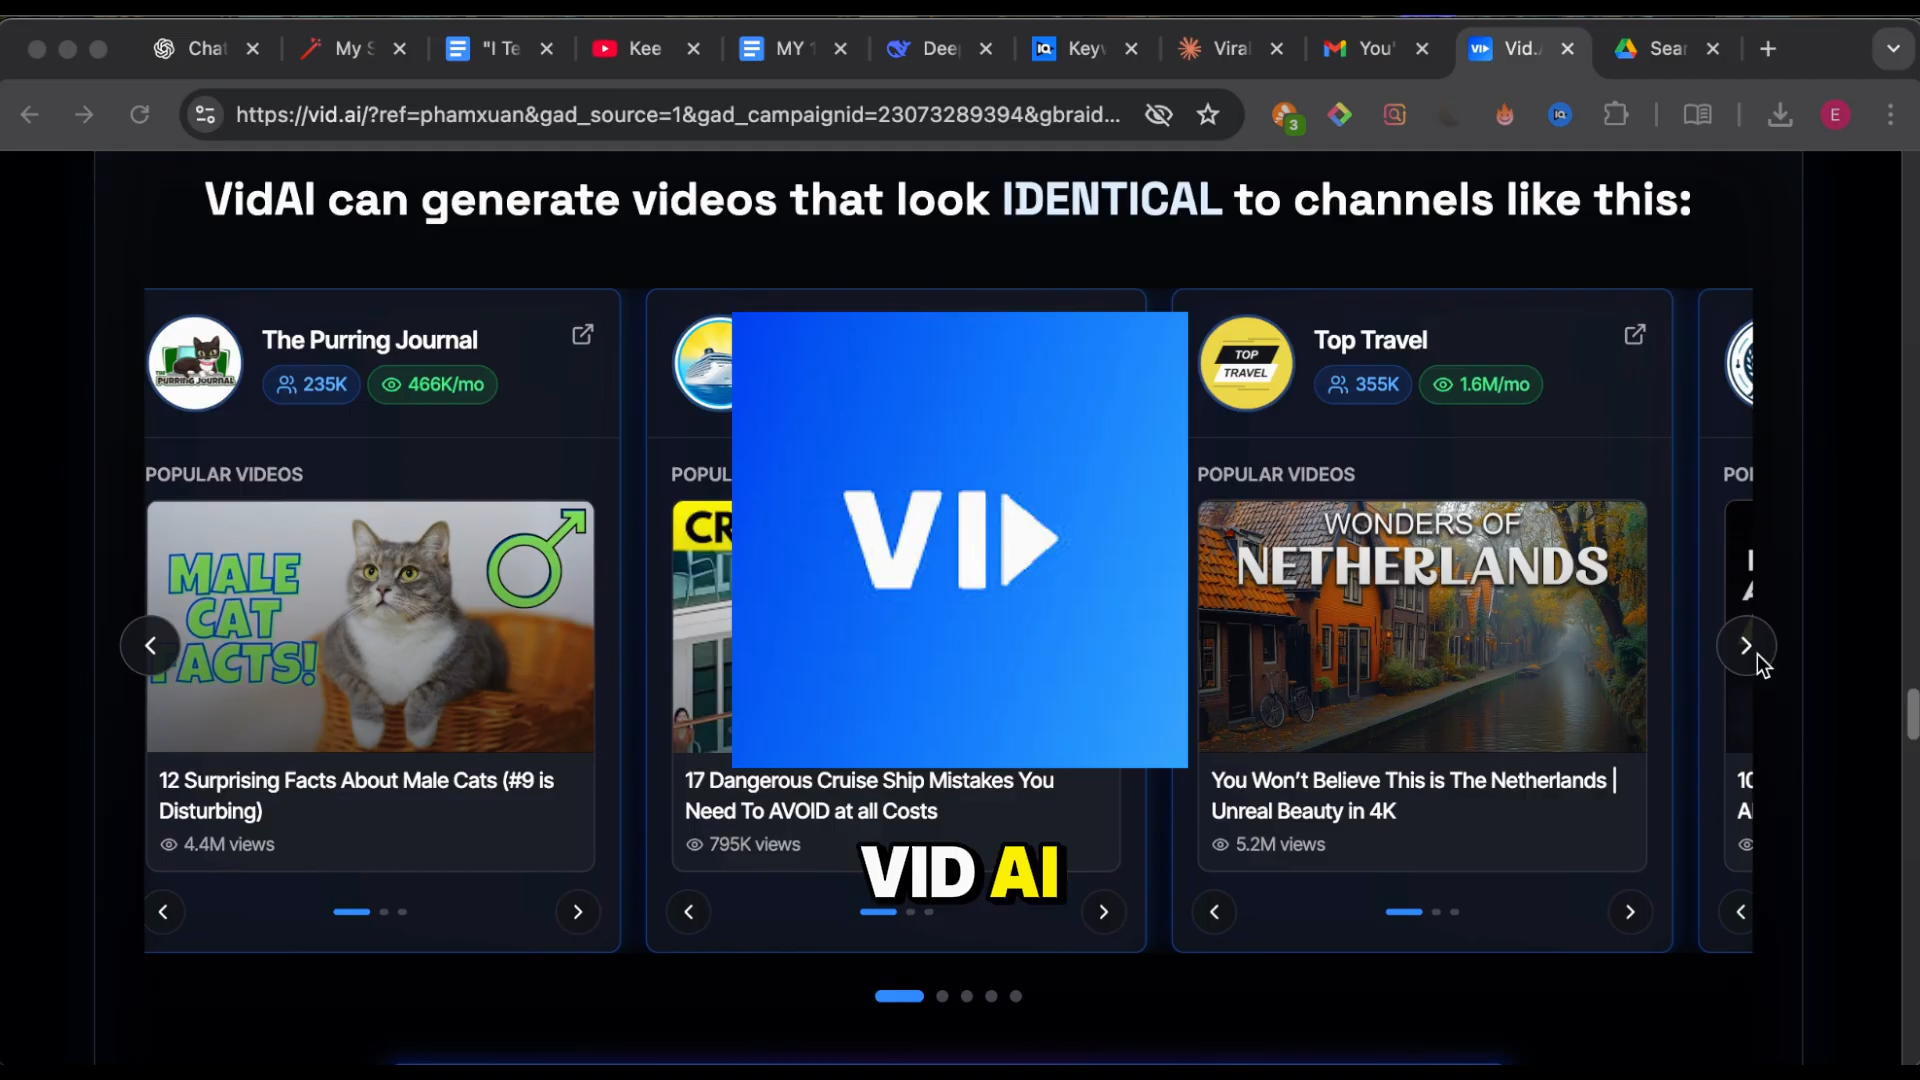 Chat
My S
"I Te
Kee
MY 1
Deep
Keyv
Viral
You'
Vid.
Sear
https://vid.ai/?ref=phamxuan&gad_source=1&gad_campaignid=23073289394&gbraid...
3
E
VidAI can generate videos that look IDENTICAL to channels like this:
The Purring Journal
235K 466K/mo
POPULAR VIDEOS
MALE
CAT
FACTS!
12 Surprising Facts About Male Cats (#9 is
Disturbing)
4.4M views
POPUL
CR
17 Dangerous Cruise Ship Mistakes You
Need To AVOID at all Costs
795K views
VI
VID AI
TOP
TRAVEL
Top Travel
355K 1.6M/mo
POPULAR VIDEOS
WONDERS OF
NETHERLANDS
You Won't Believe This is The Netherlands |
Unreal Beauty in 4K
5.2M views